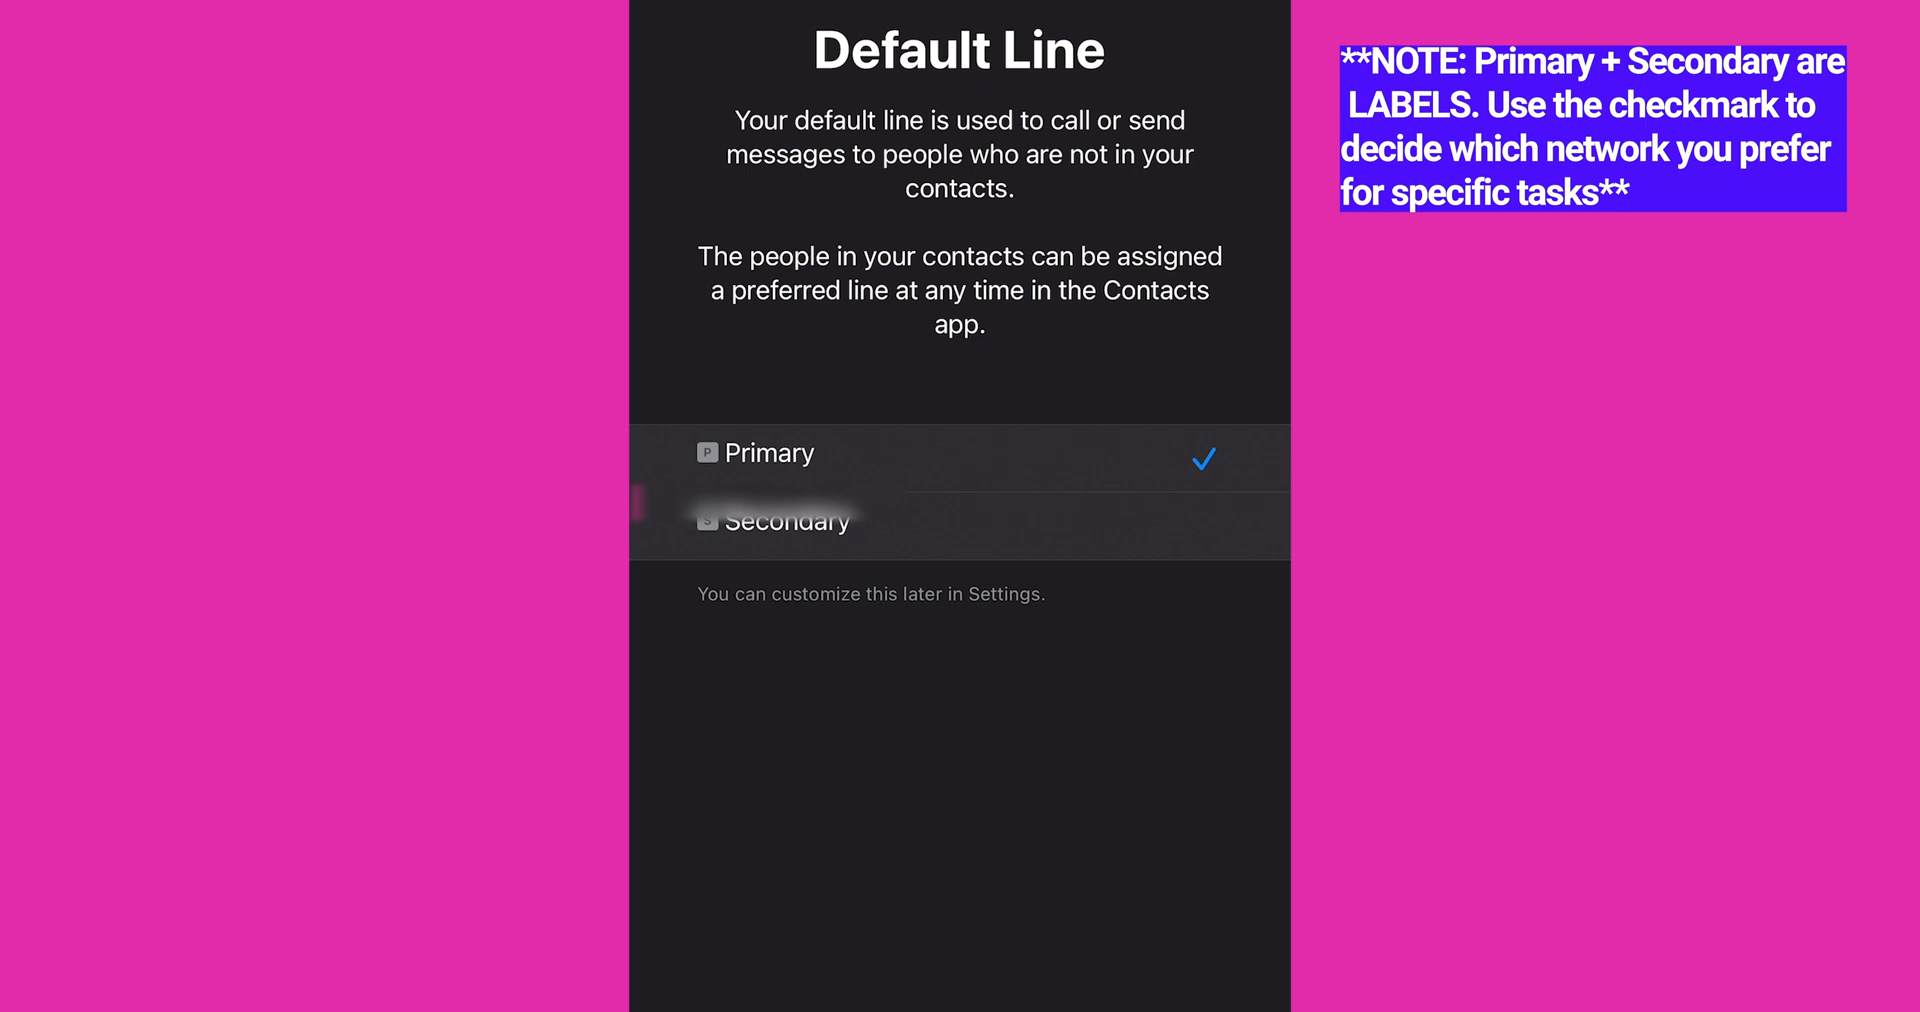 Default Line
Your default line is used to call or send
messages to people who are not in your
contacts.
The people in your contacts can be assigned
a preferred line at any time in the Contacts
app.
P Primary
S Secondary
You can customize this later in Settings.
**NOTE: Primary + Secondary are
LABELS. Use the checkmark to
decide which network you prefer
for specific tasks**